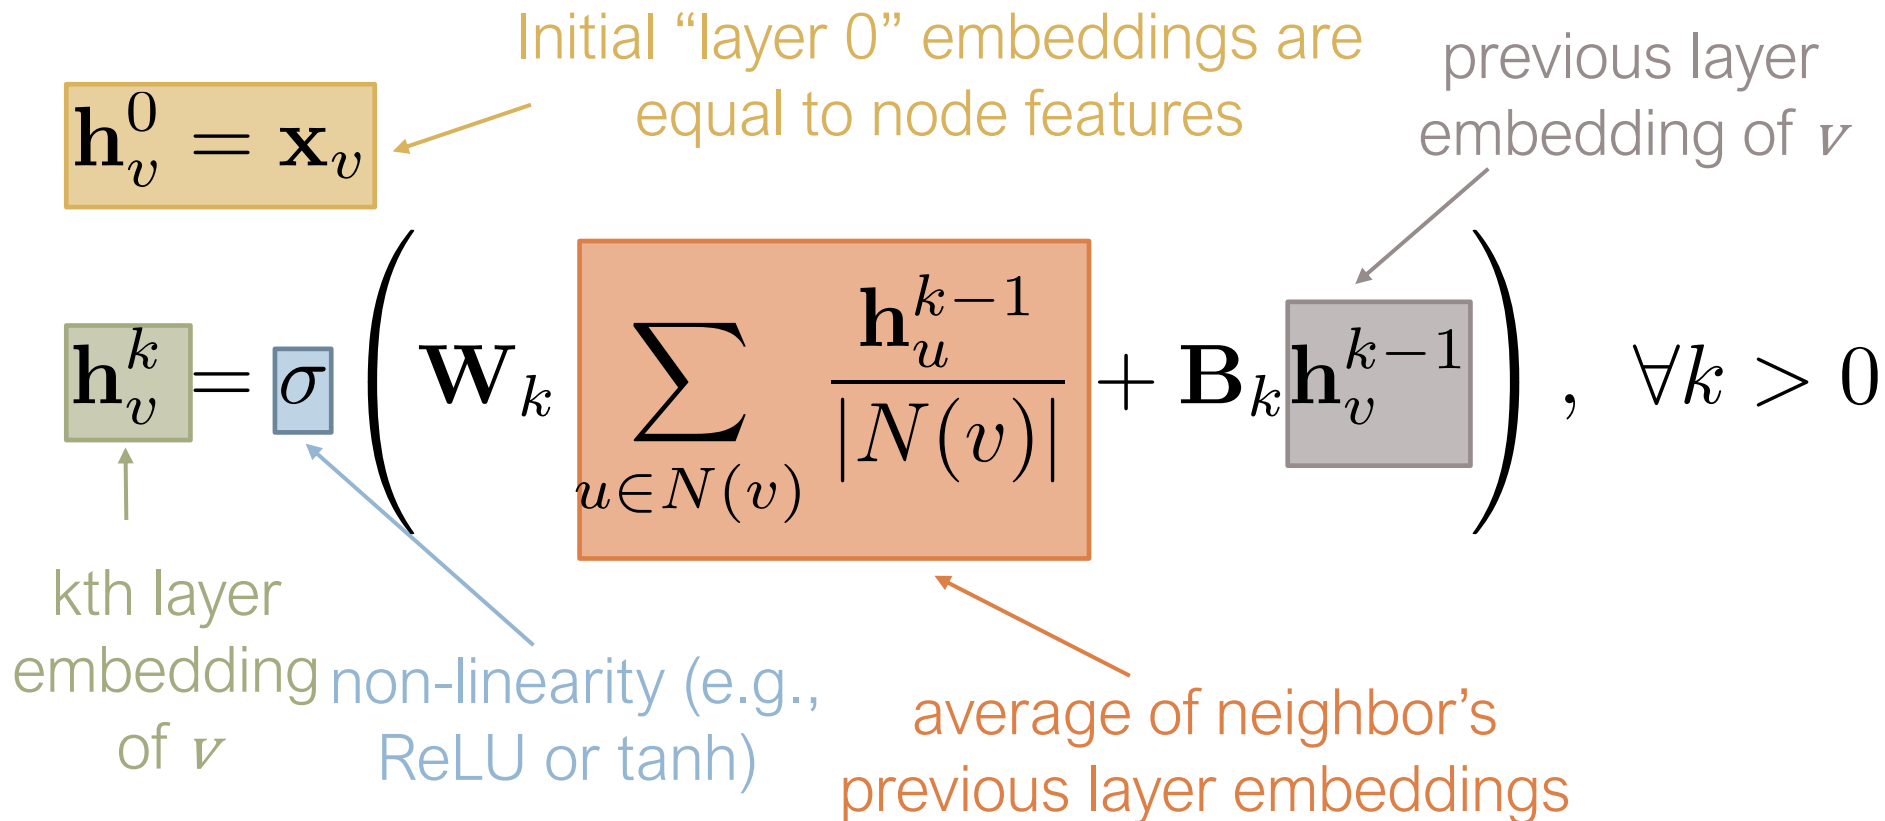 Initial “layer 0” embeddings are
equal to node features
previous layer
embedding of v
h_v^0 = x_v
h_v^k = σ ( W_k ∑_{u∈N(v)} h_u^{k−1} / |N(v)| + B_k h_v^{k−1} ) , ∀k > 0
kth layer
embedding
of v
non-linearity (e.g.,
ReLU or tanh)
average of neighbor’s
previous layer embeddings